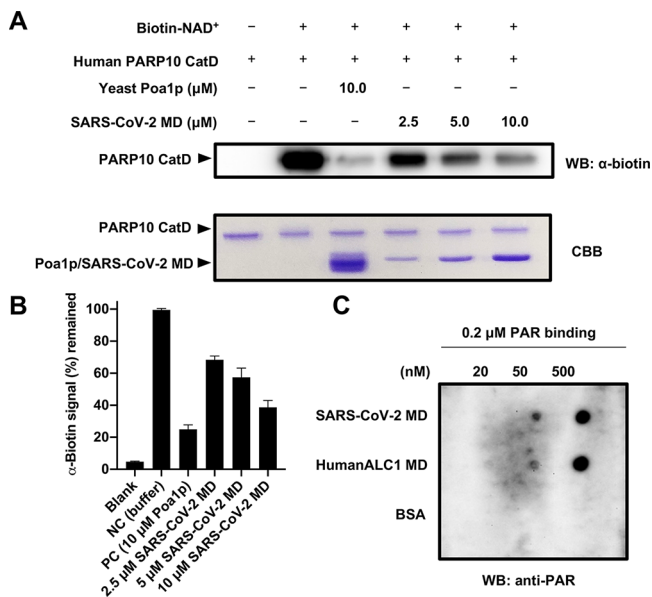 A
Biotin-NAD⁺ − + + + + +
Human PARP10 CatD + + + + + +
Yeast Poa1p (µM) − − 10.0 − − −
SARS-CoV-2 MD (µM) − − − 2.5 5.0 10.0
PARP10 CatD
WB: α-biotin
PARP10 CatD
Poa1p/SARS-CoV-2 MD
CBB
B
α-Biotin signal (%) remained
100
80
60
40
20
0
Blank
NC (buffer)
PC (10 µM Poa1p)
2.5 µM SARS-CoV-2 MD
5 µM SARS-CoV-2 MD
10 µM SARS-CoV-2 MD
C
0.2 µM PAR binding
(nM) 20 50 500
SARS-CoV-2 MD
HumanALC1 MD
BSA
WB: anti-PAR